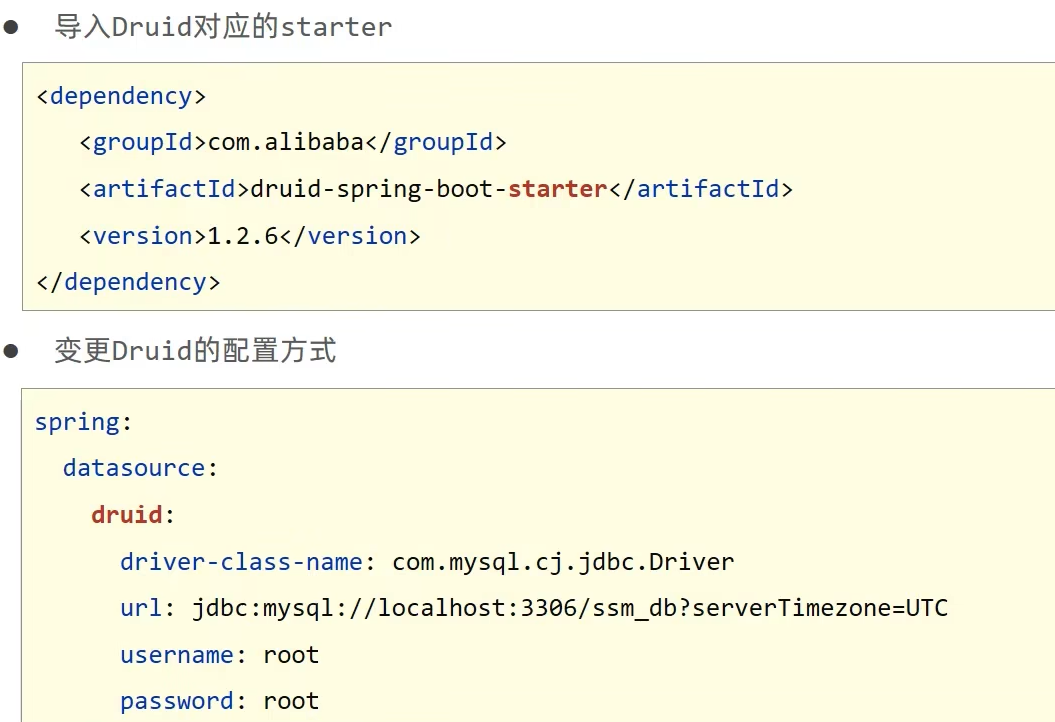 ● 导入Druid对应的starter
<dependency>
<groupId>com.alibaba</groupId>
<artifactId>druid-spring-boot-starter</artifactId>
<version>1.2.6</version>
</dependency>
● 变更Druid的配置方式
spring:
datasource:
druid:
driver-class-name: com.mysql.cj.jdbc.Driver
url: jdbc:mysql://localhost:3306/ssm_db?serverTimezone=UTC
username: root
password: root